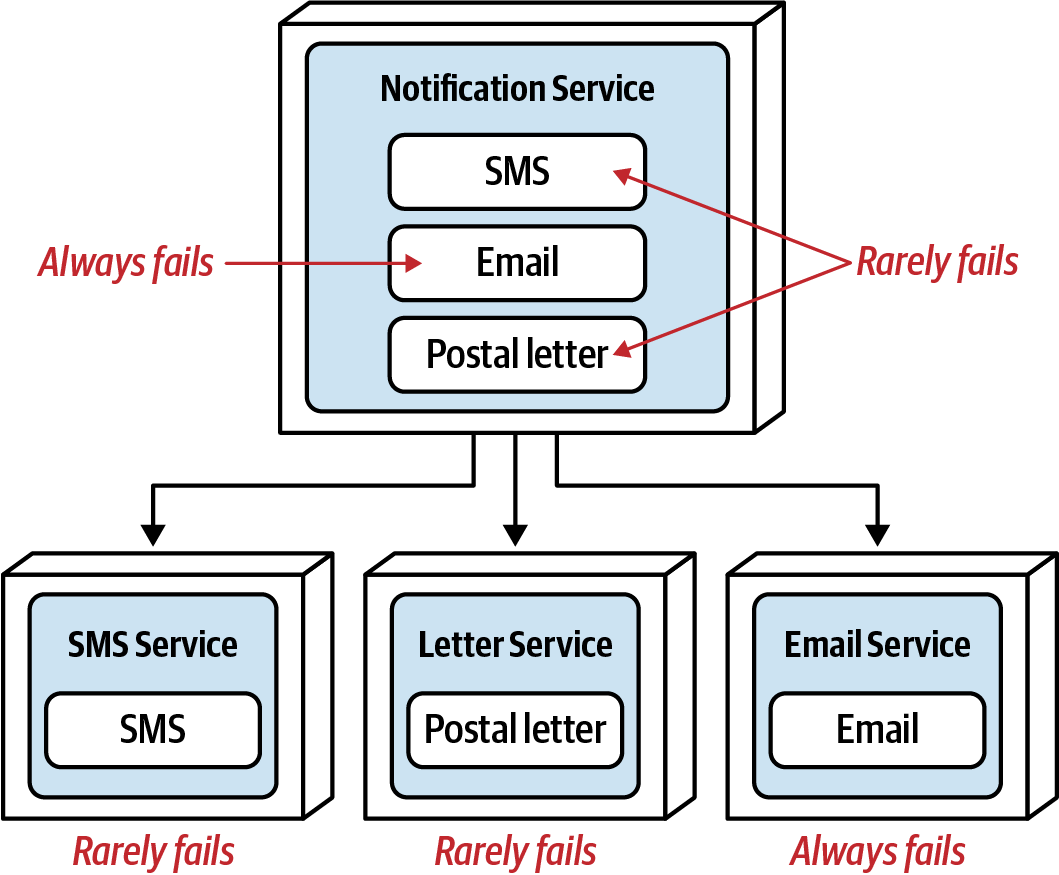 Notification Service
SMS
Always fails
Email
Rarely fails
Postal letter
SMS Service
SMS
Rarely fails
Letter Service
Postal letter
Rarely fails
Email Service
Email
Always fails